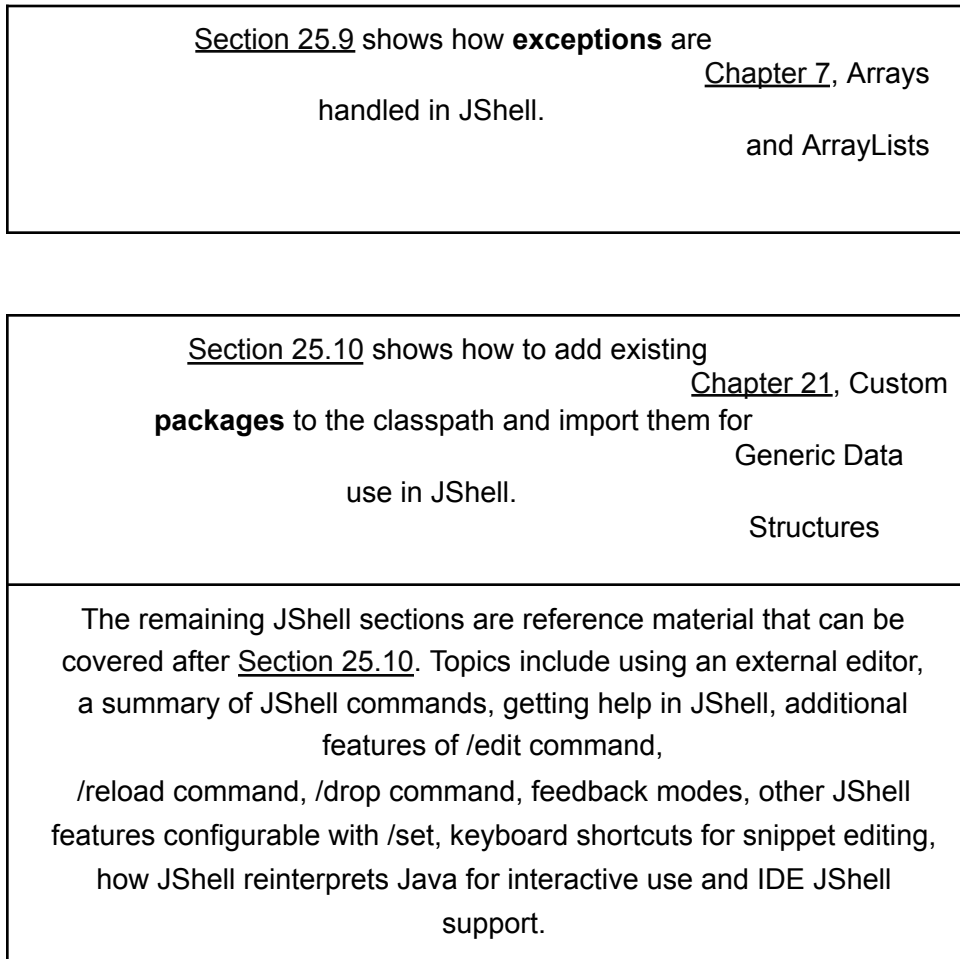 Section 25.9 shows how exceptions are
Chapter 7, Arrays
handled in JShell.
and ArrayLists
Section 25.10 shows how to add existing
Chapter 21, Custom
packages to the classpath and import them for
Generic Data
use in JShell.
Structures
The remaining JShell sections are reference material that can be
covered after Section 25.10. Topics include using an external editor,
a summary of JShell commands, getting help in JShell, additional
features of /edit command,
/reload command, /drop command, feedback modes, other JShell
features configurable with /set, keyboard shortcuts for snippet editing,
how JShell reinterprets Java for interactive use and IDE JShell
support.